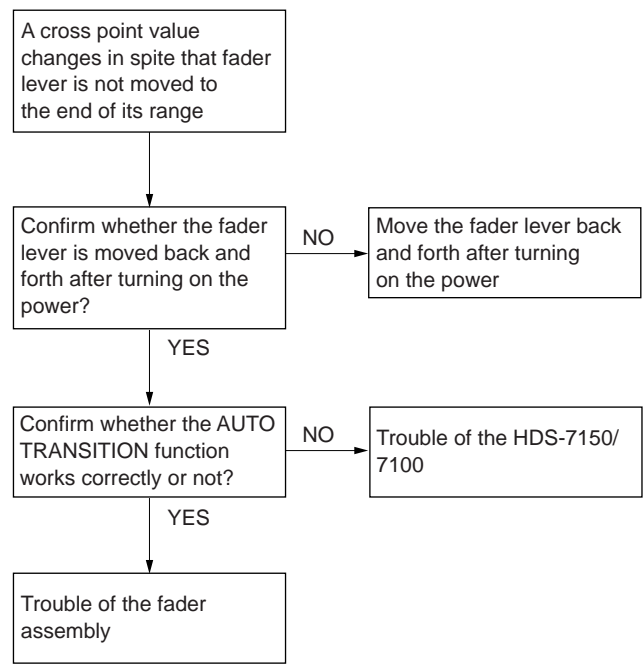 A cross point value
changes in spite that fader
lever is not moved to
the end of its range
Confirm whether the fader
lever is moved back and
forth after turning on the
power?
NO
Move the fader lever back
and forth after turning
on the power
YES
Confirm whether the AUTO
TRANSITION function
works correctly or not?
NO
Trouble of the HDS-7150/
7100
YES
Trouble of the fader
assembly